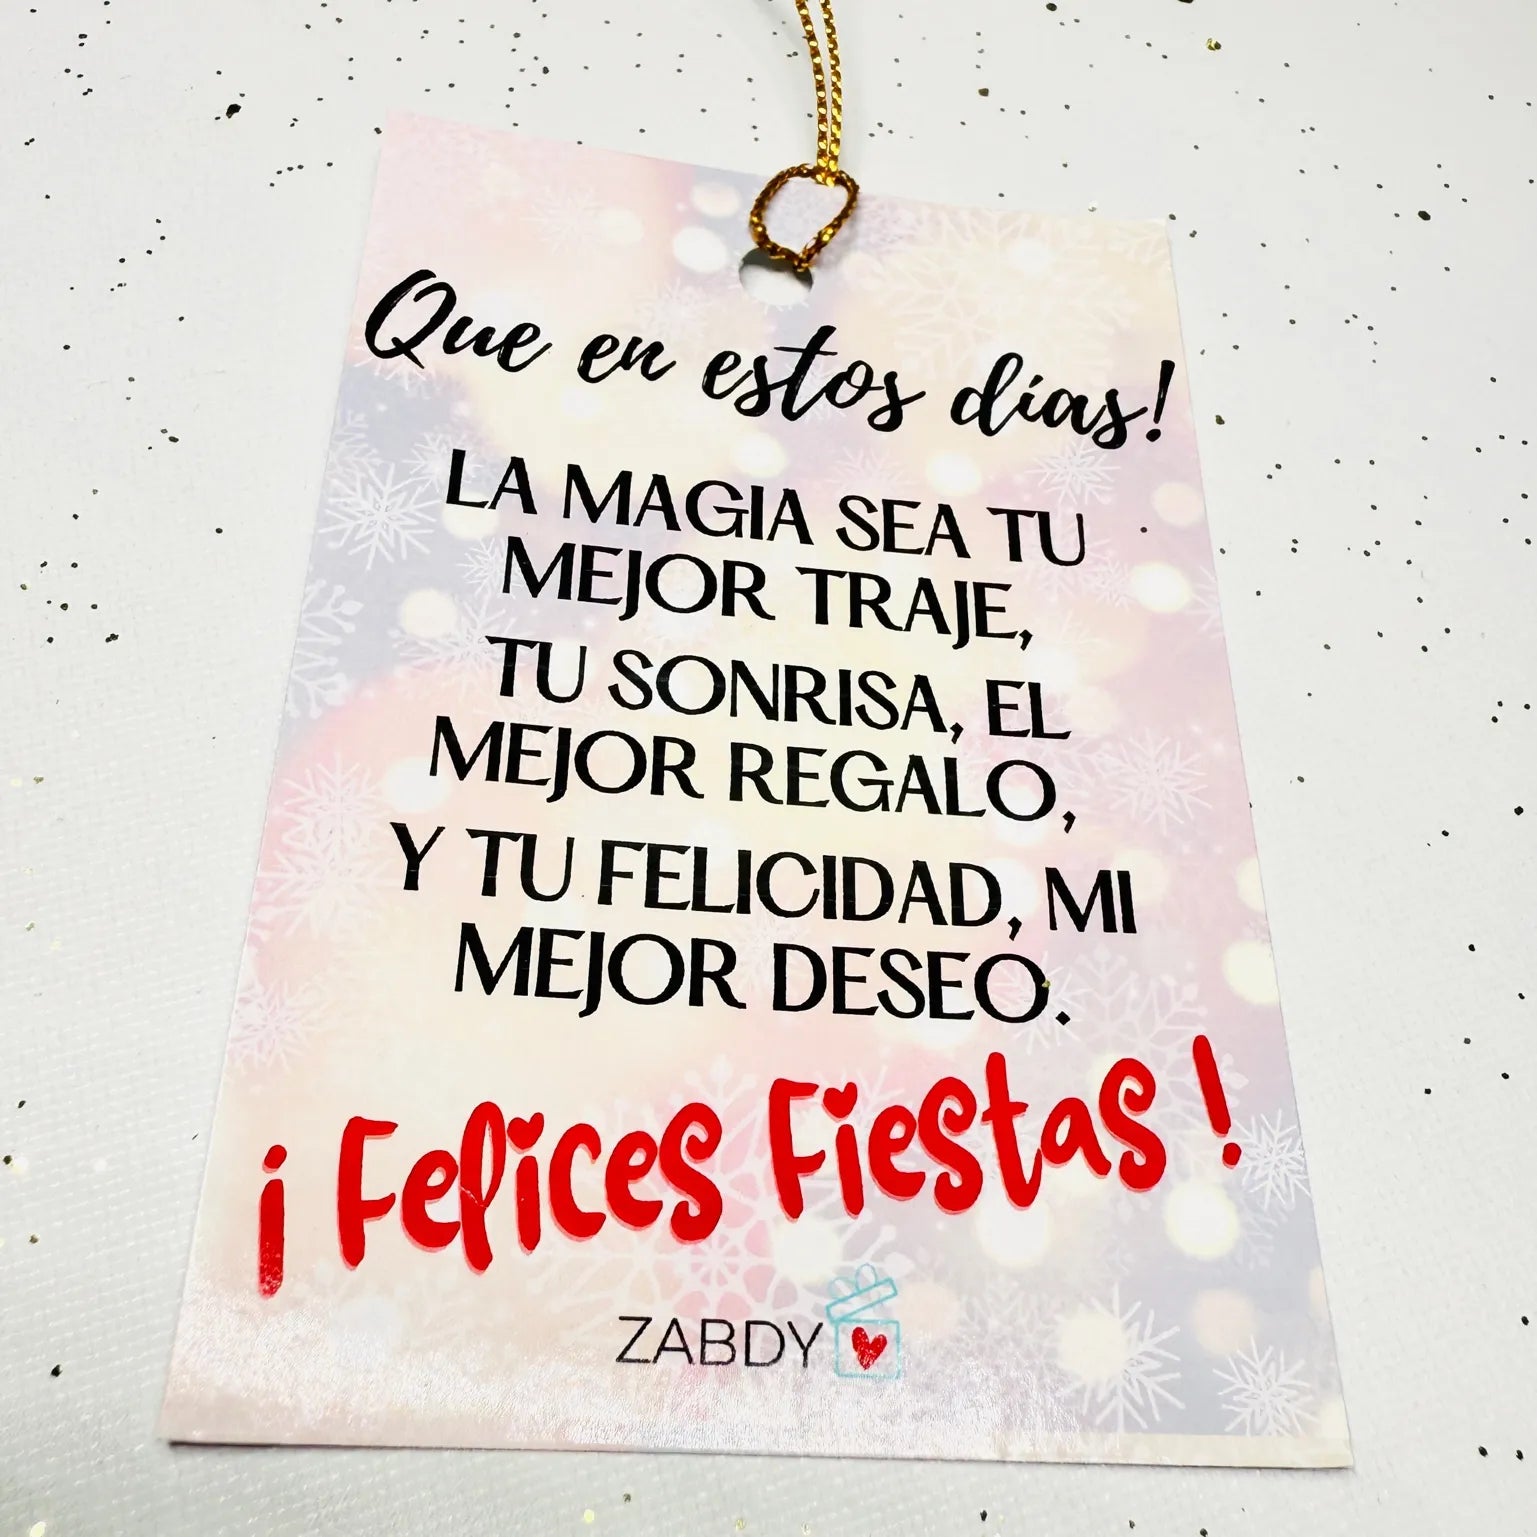 Que en estos días!
LA MAGIA SEA TU
MEJOR TRAJE,
TU SONRISA, EL
MEJOR REGALO,
Y TU FELICIDAD, MI
MEJOR DESEO.
¡Felices Fiestas!
ZABDY